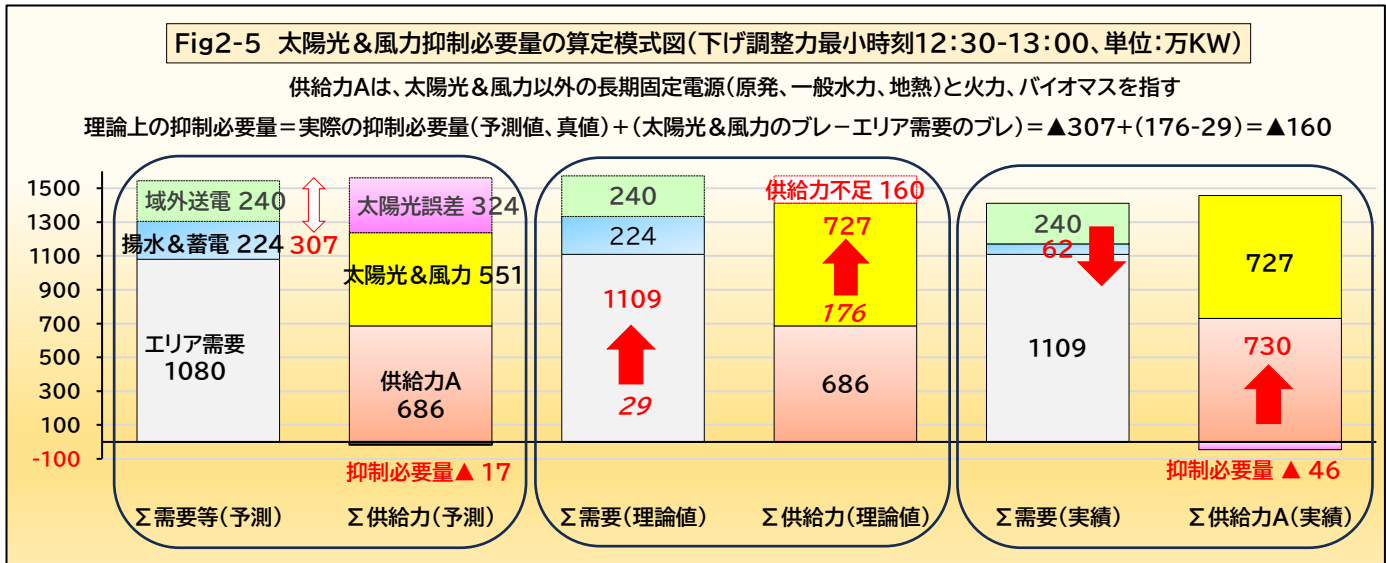 Fig2-5 太陽光&風力抑制必要量の算定模式図(下げ調整力最小時刻12:30-13:00、単位:万KW)
供給力Aは、太陽光&風力以外の長期固定電源(原発、一般水力、地熱)と火力、バイオマスを指す
理論上の抑制必要量=実際の抑制必要量(予測値、真値)+(太陽光&風力のブレーエリア需要のブレ)=▲307+(176-29)=▲160
1500
1300
1100
900
700
500
300
100
-100
域外送電 240
揚水&蓄電 224
307
エリア需要
1080
太陽光誤差 324
太陽光&風力 551
供給力A
686
抑制必要量▲ 17
240
224
1109
29
供給力不足 160
727
176
686
240
62
1109
727
730
抑制必要量 ▲ 46
Σ需要等(予測)
Σ供給力(予測)
Σ需要(理論値)
Σ供給力(理論値)
Σ需要(実績)
Σ供給力A(実績)